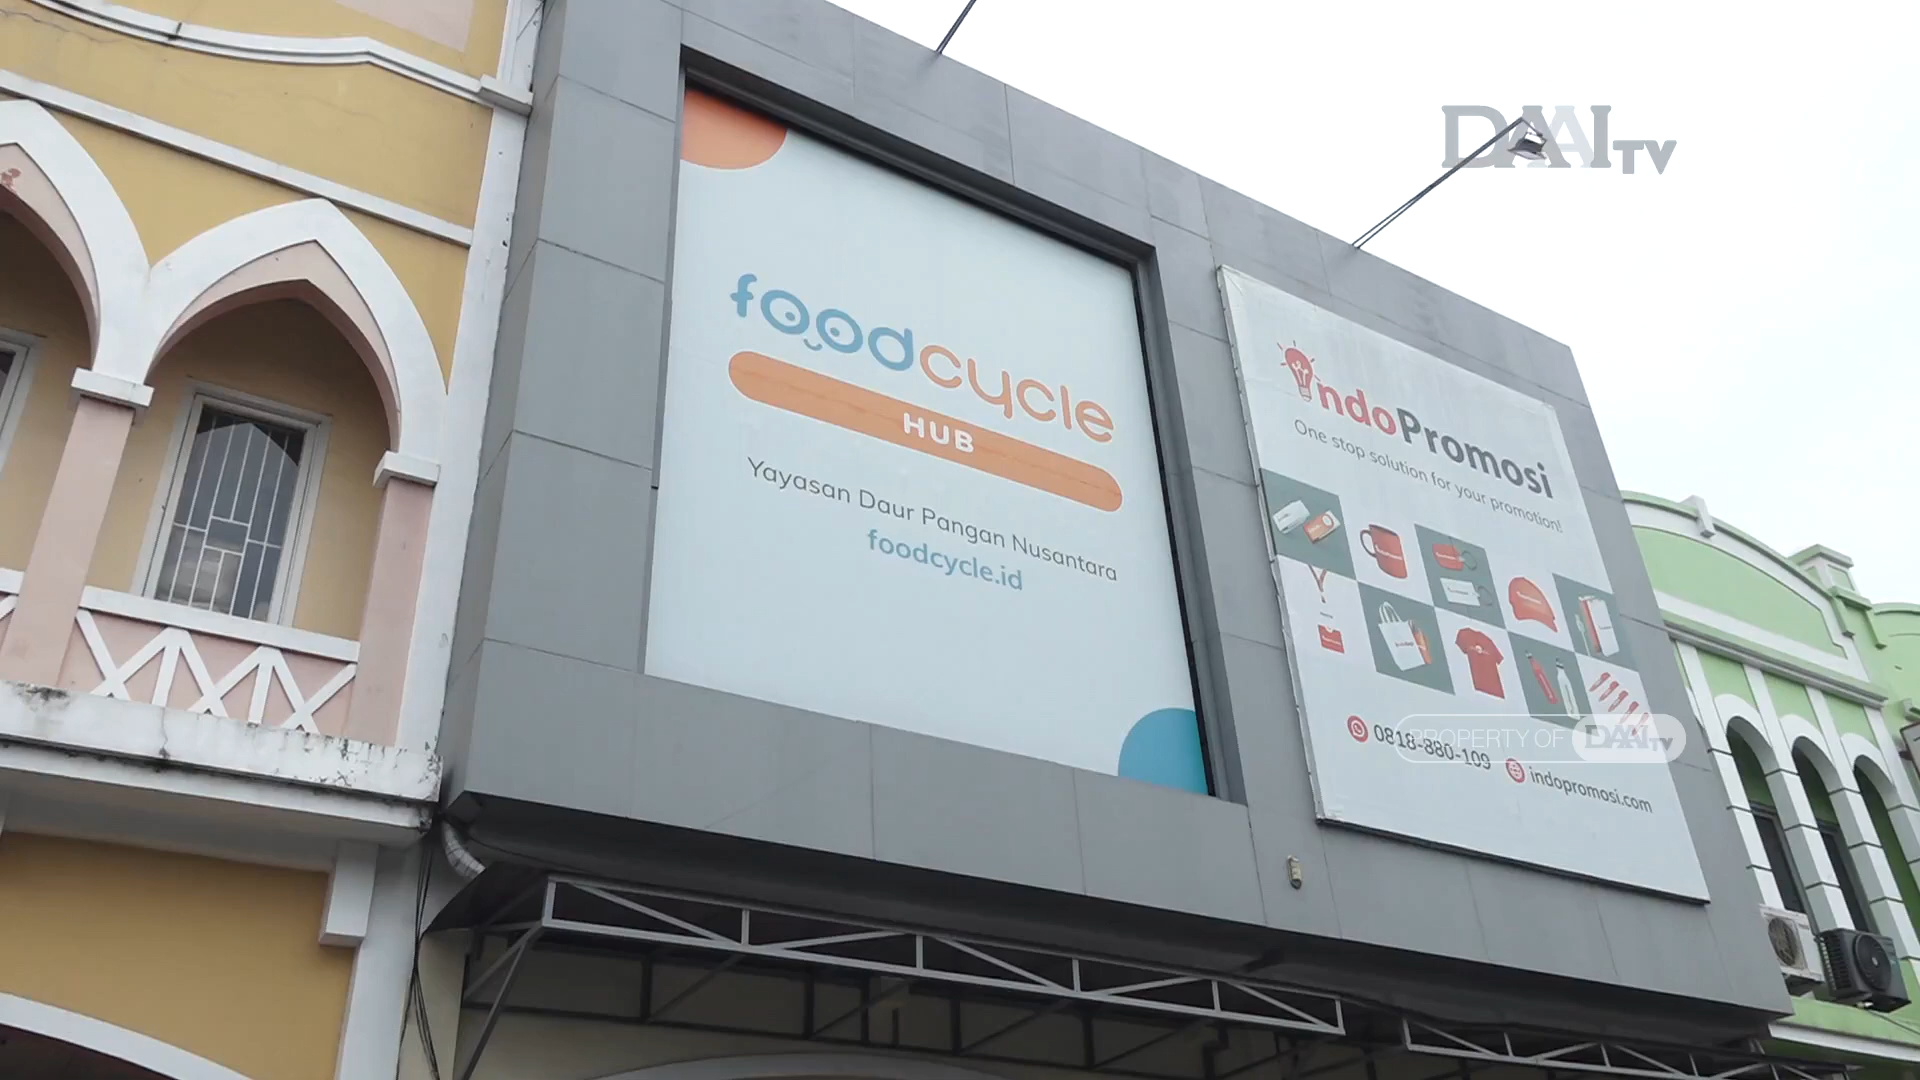 DAAI TV
foodcycle
HUB
Yayasan Daur Pangan Nusantara
foodcycle.id
IndoPromosi
One stop solution for your promotion!
0818-880-109
indopromosi.com
PROPERTY OF DAAI TV